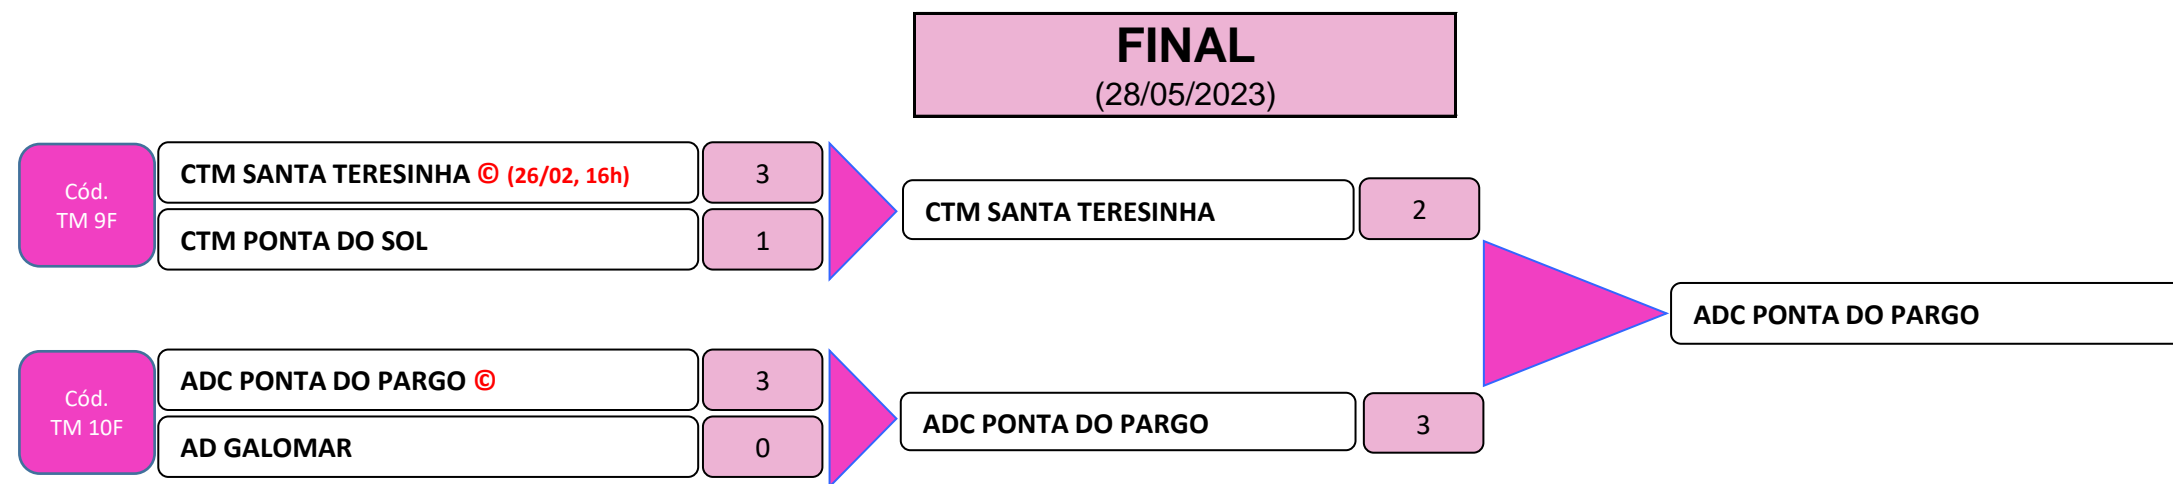 FINAL
(28/05/2023)
Cód.
TM 9F
CTM SANTA TERESINHA © (26/02, 16h) 3
CTM PONTA DO SOL 1
CTM SANTA TERESINHA 2
ADC PONTA DO PARGO
Cód.
TM 10F
ADC PONTA DO PARGO © 3
AD GALOMAR 0
ADC PONTA DO PARGO 3